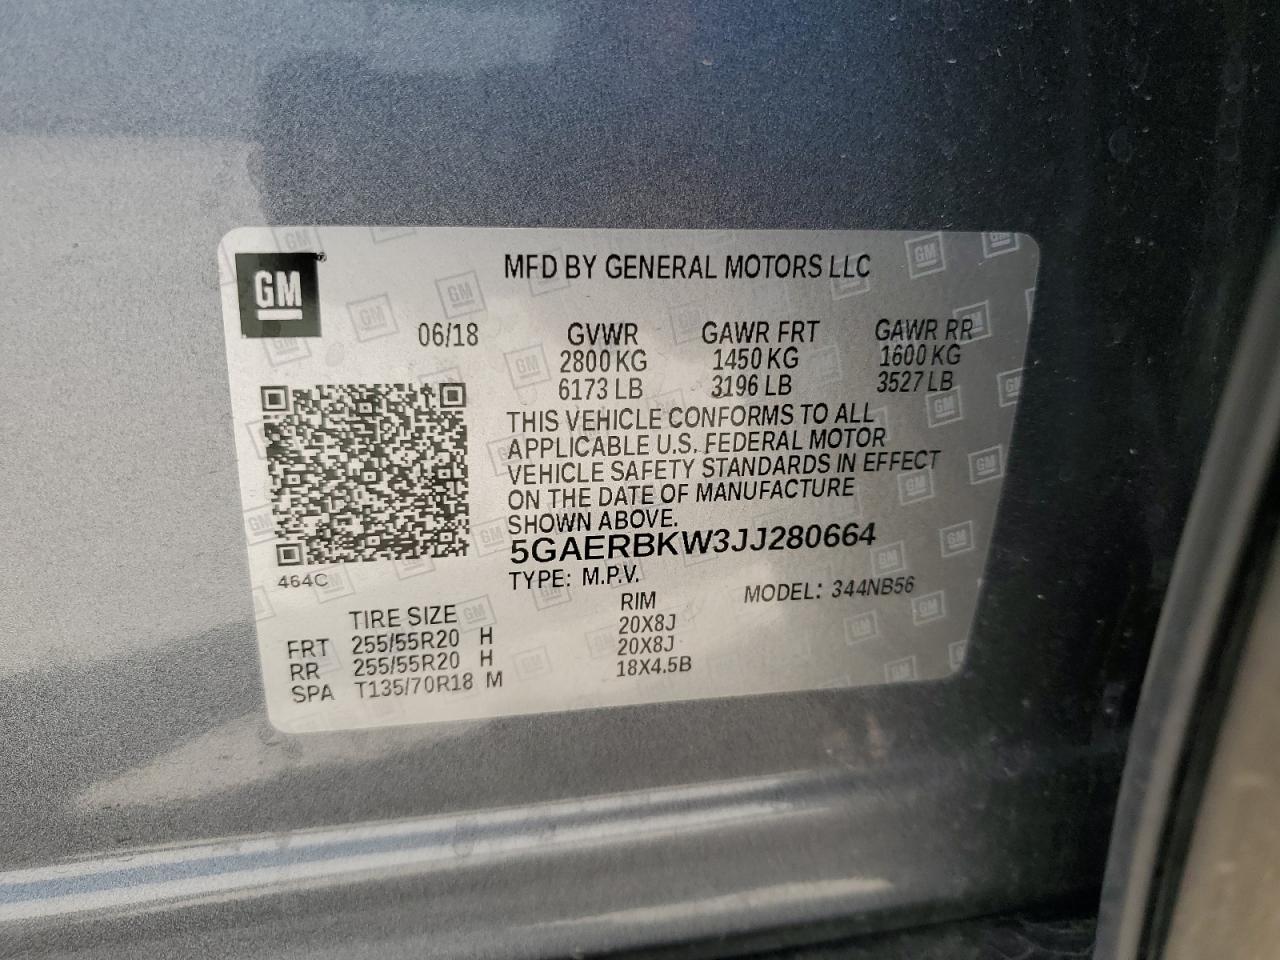 GM
MFD BY GENERAL MOTORS LLC
06/18 GVWR GAWR FRT GAWR RR
2800 KG 1450 KG 1600 KG
6173 LB 3196 LB 3527 LB
THIS VEHICLE CONFORMS TO ALL
APPLICABLE U.S. FEDERAL MOTOR
VEHICLE SAFETY STANDARDS IN EFFECT
ON THE DATE OF MANUFACTURE
SHOWN ABOVE.
5GAERBKW3JJ280664
464C
TYPE: M.P.V. MODEL: 344NB56
TIRE SIZE RIM
FRT 255/55R20 H 20X8J
RR 255/55R20 H 20X8J
SPA T135/70R18 M 18X4.5B